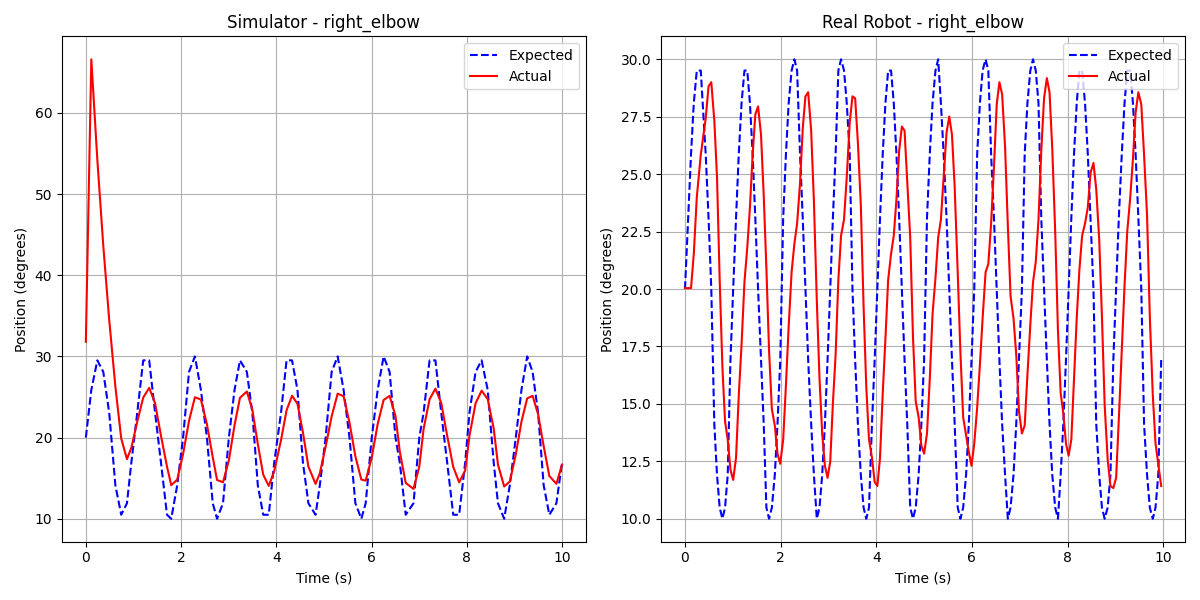 Simulator - right_elbow
Expected
Actual
Position (degrees)
60
50
40
30
20
10
0
2
4
6
8
10
Time (s)
Real Robot - right_elbow
Expected
Actual
Position (degrees)
30.0
27.5
25.0
22.5
20.0
17.5
15.0
12.5
10.0
0
2
4
6
8
10
Time (s)